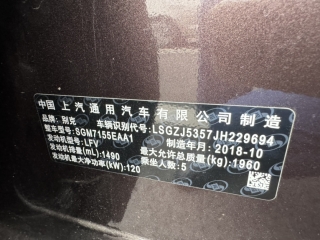 中国 上汽通用汽车有限公司制造
品牌: 别克 车辆识别代号: LSGZJ5357JH229694
整车型号: SGM7155EAA1 制造年月: 2018-10
发动机型号: LFV 最大允许总质量(kg): 1960
发动机排量(mL): 1490 乘坐人数: 5
发动机最大净功率(kW): 120